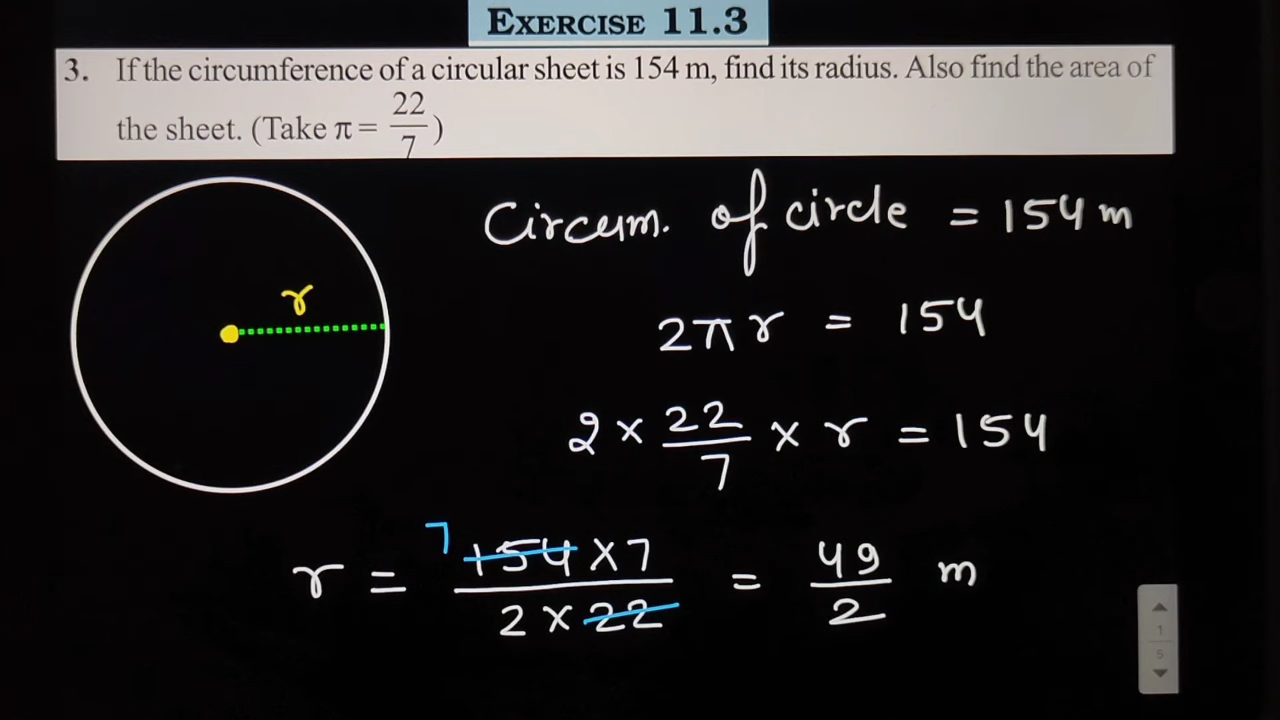 EXERCISE 11.3
3. If the circumference of a circular sheet is 154 m, find its radius. Also find the area of
the sheet. (Take π = 22/7)
Circum. of circle = 154 m
r
2πr = 154
2 × 22/7 × r = 154
r = 7 154 × 7 / 2 × 22 = 49/2 m
1
5